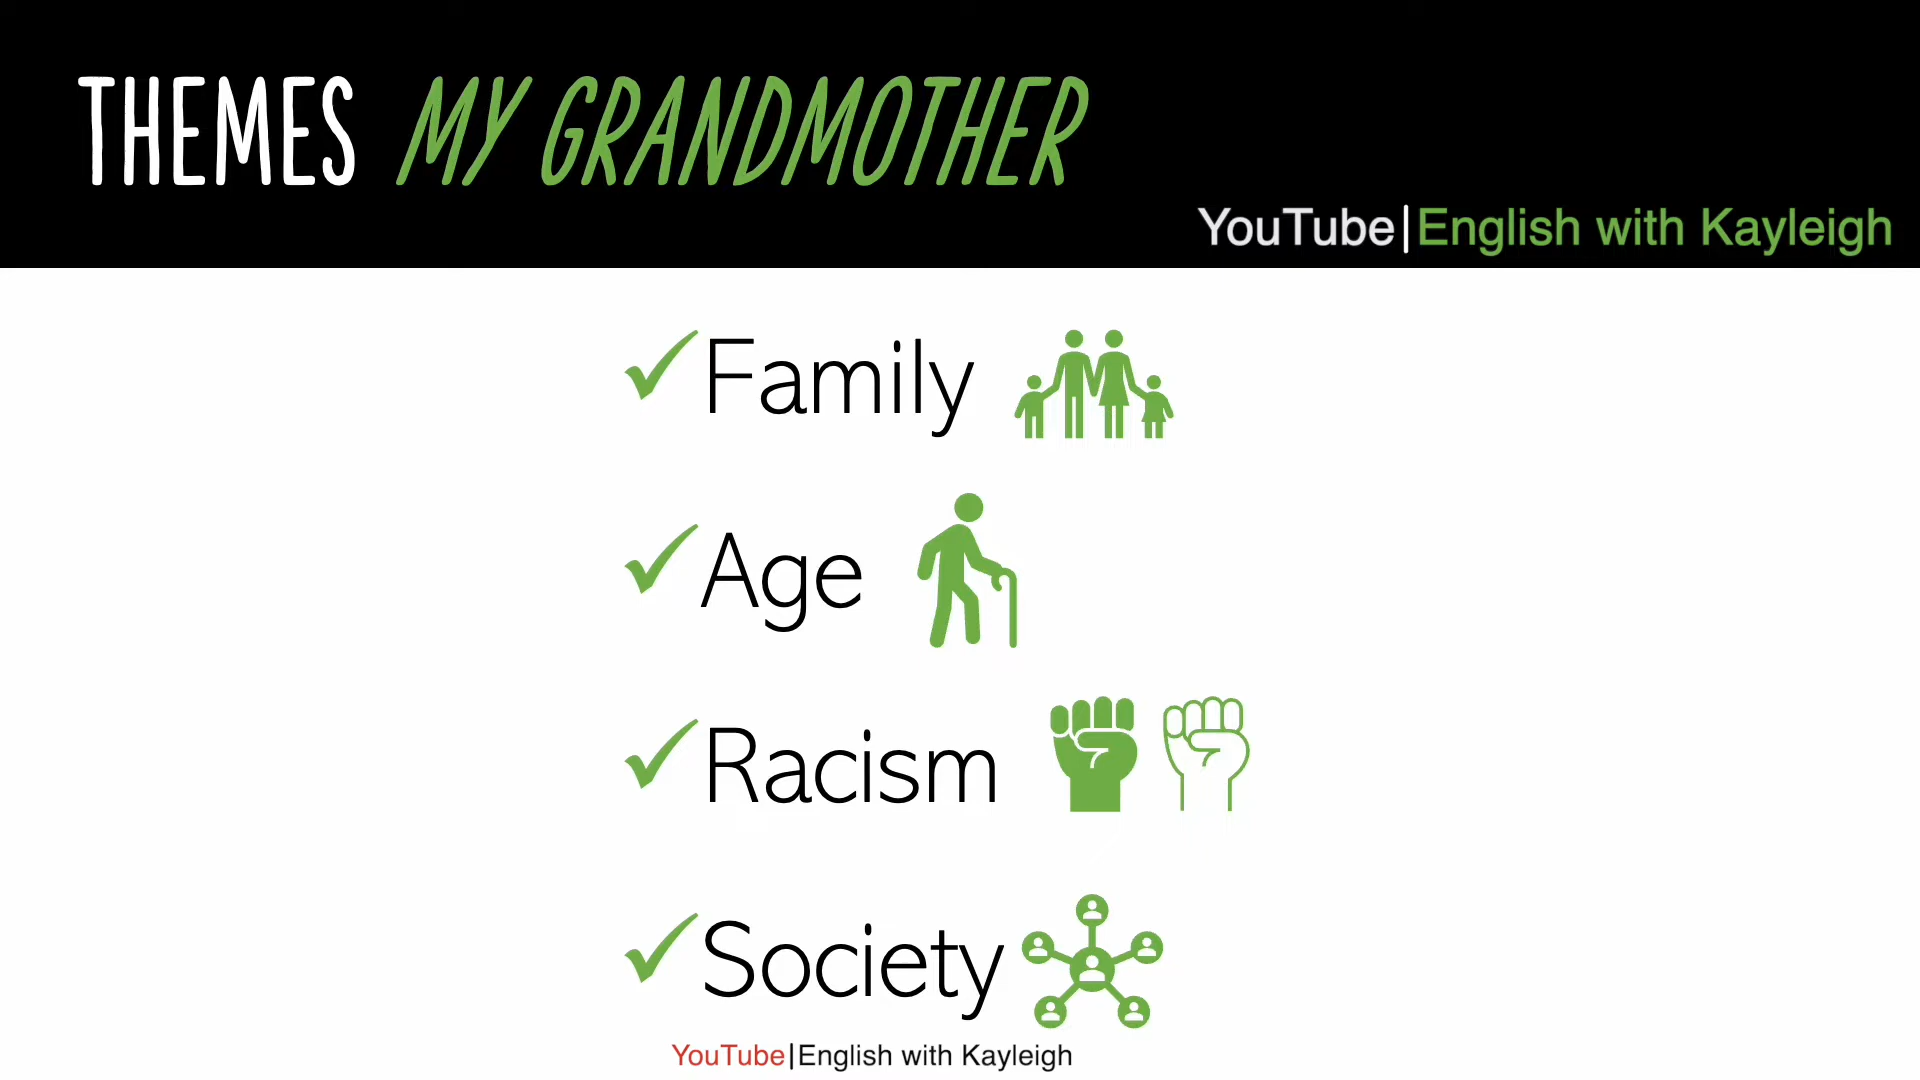 THEMES MY GRANDMOTHER
YouTube|English with Kayleigh
Family
Age
Racism
Society
YouTube|English with Kayleigh